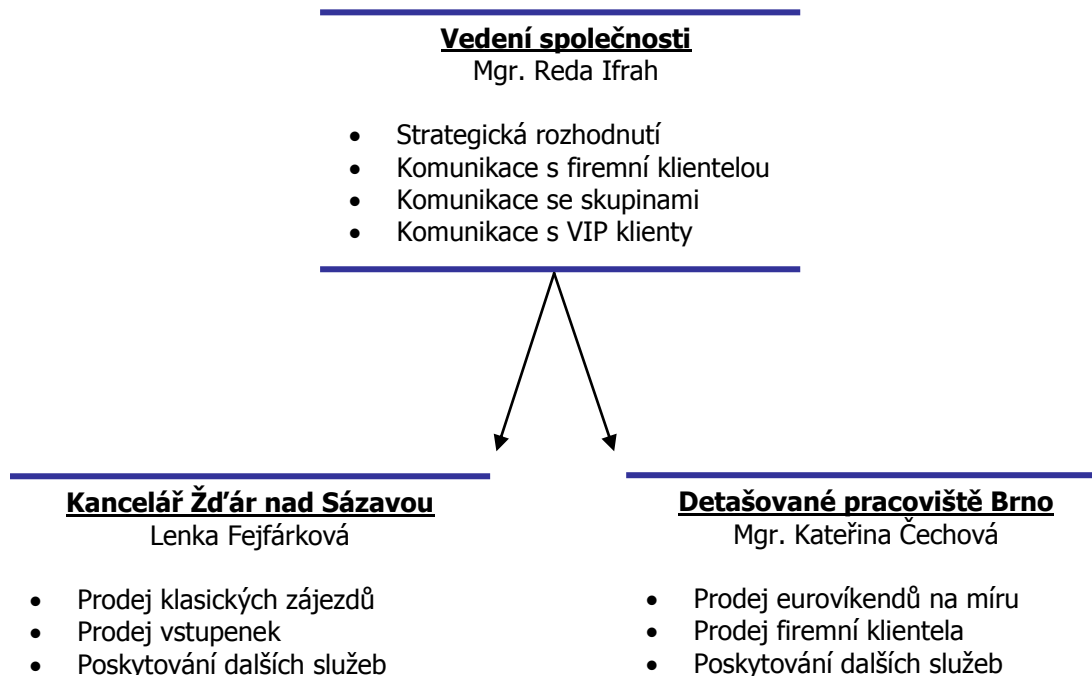 Vedení společnosti
Mgr. Reda Ifrah
• Strategická rozhodnutí
• Komunikace s firemní klientelou
• Komunikace se skupinami
• Komunikace s VIP klienty
Kancelář Žďár nad Sázavou
Lenka Fejfárková
• Prodej klasických zájezdů
• Prodej vstupenek
• Poskytování dalších služeb
Detašované pracoviště Brno
Mgr. Kateřina Čechová
• Prodej eurovíkendů na míru
• Prodej firemní klientela
• Poskytování dalších služeb